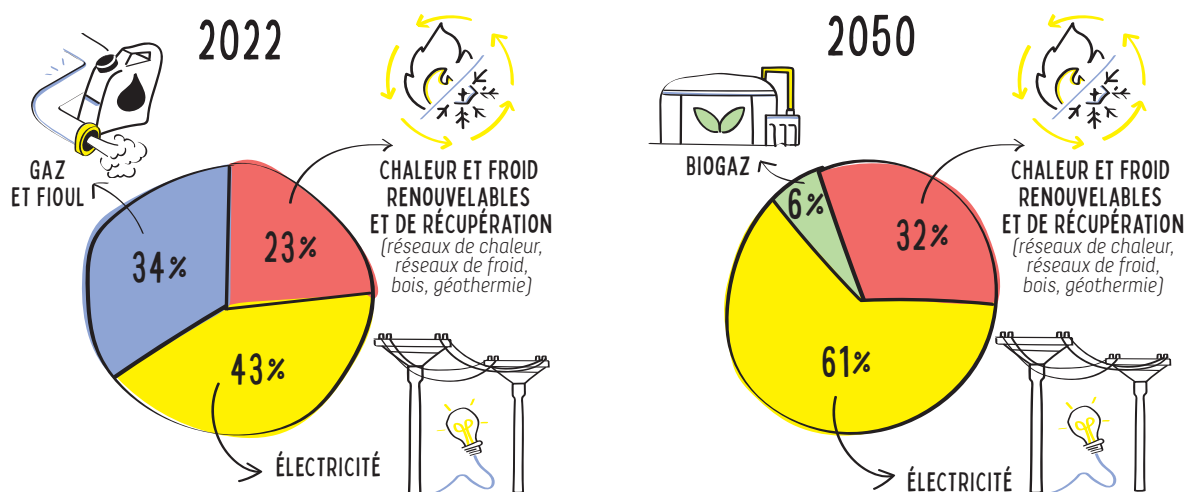 2022
GAZ
ET FIOUL
34%
23%
43%
CHALEUR ET FROID
RENOUVELABLES
ET DE RÉCUPÉRATION
(réseaux de chaleur,
réseaux de froid,
bois, géothermie)
ÉLECTRICITÉ
2050
BIOGAZ
6%
32%
61%
CHALEUR ET FROID
RENOUVELABLES
ET DE RÉCUPÉRATION
(réseaux de chaleur,
réseaux de froid,
bois, géothermie)
ÉLECTRICITÉ